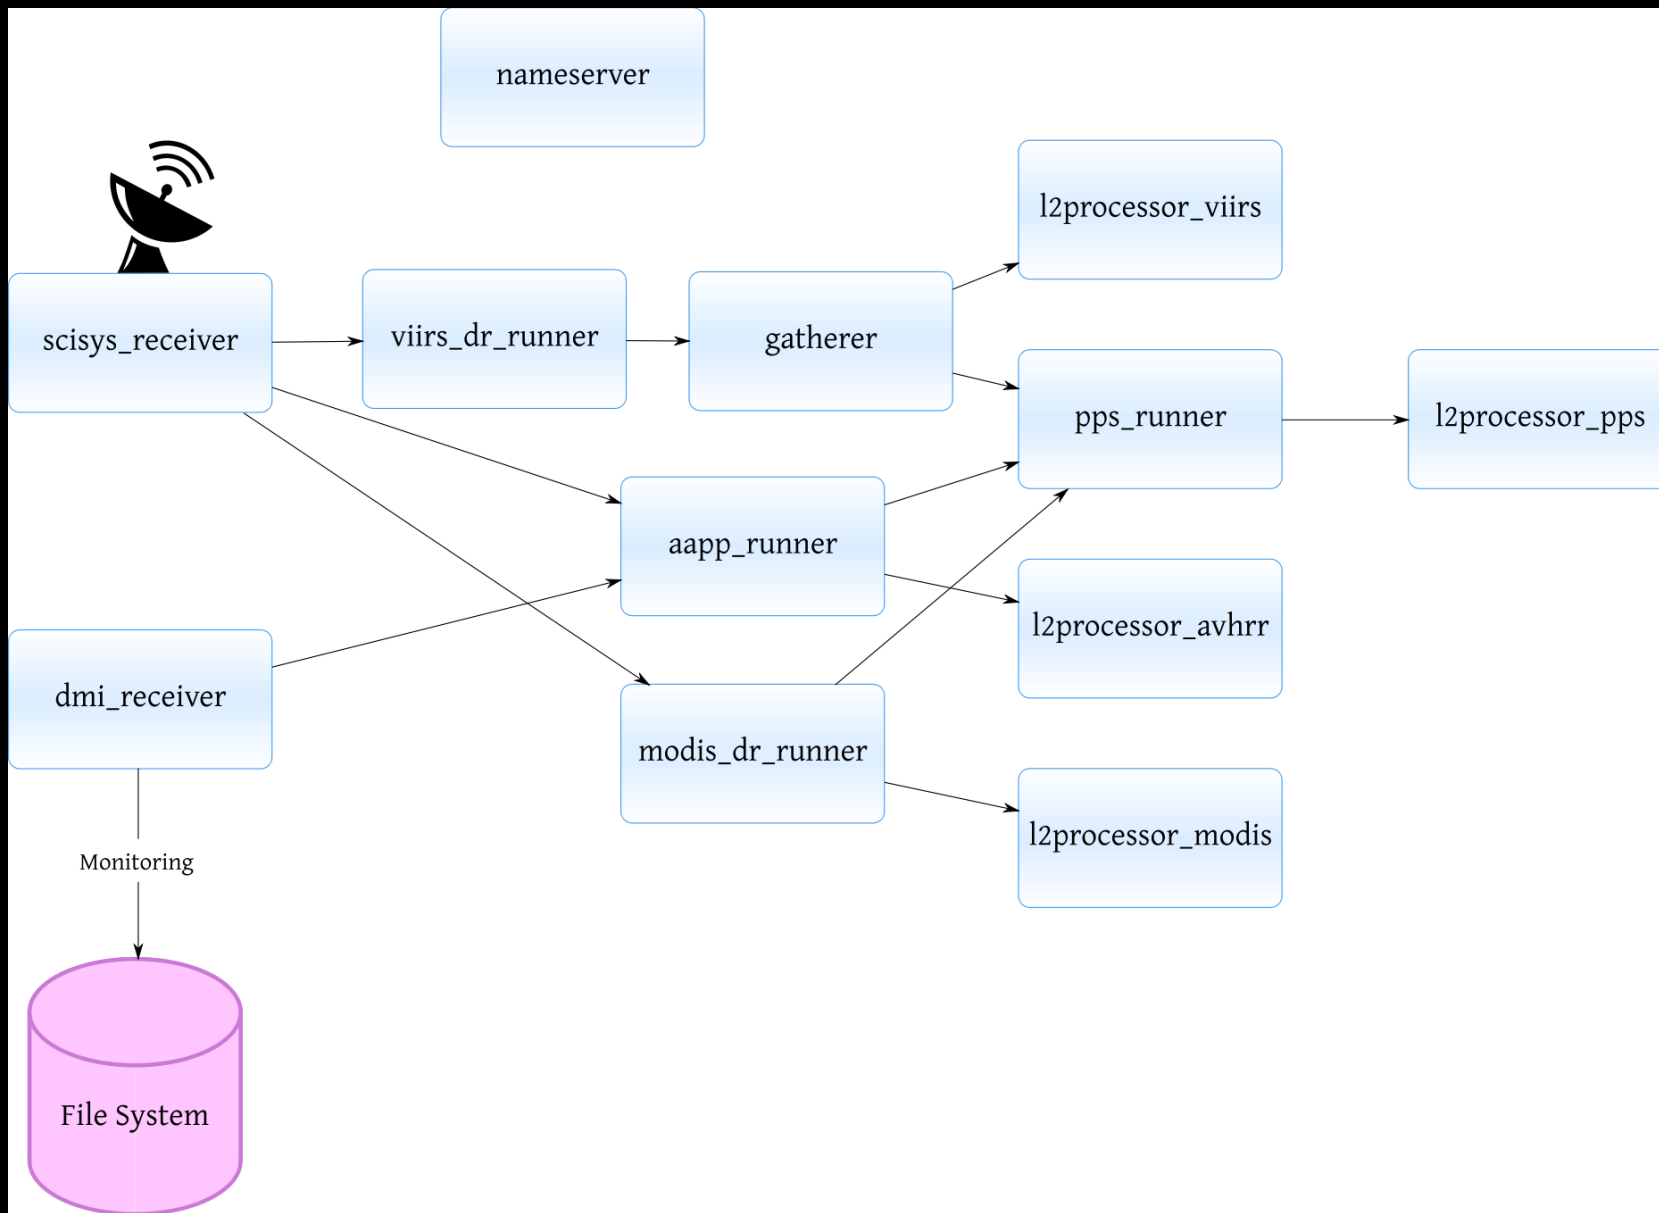 nameserver
l2processor_viirs
scisys_receiver
viirs_dr_runner
gatherer
pps_runner
l2processor_pps
aapp_runner
l2processor_avhrr
dmi_receiver
modis_dr_runner
l2processor_modis
Monitoring
File System